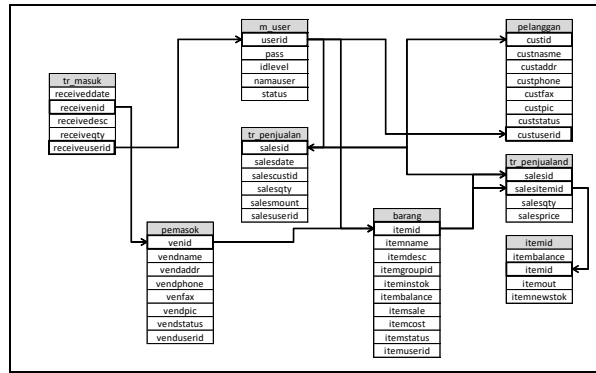 m_user
userid
pass
idlevel
namauser
status
pelanggan
custid
custnasme
custaddr
custphone
custfax
custpic
custstatus
custuserid
tr_masuk
receiveddate
receivenid
receivedesc
receiveqty
receiveuserid
tr_penjualan
salesid
salesdate
salescustid
salesqty
salesmount
salesuserid
tr_penjualand
salesid
salesitemid
salesqty
salesprice
pemasok
venid
vendname
vendaddr
vendphone
venfax
vendpic
vendstatus
venduserid
barang
itemid
itemname
itemdesc
itemgroupid
iteminstok
itembalance
itemsale
itemcost
itemstatus
itemuserid
itemid
itembalance
itemid
itemout
itemnewstok